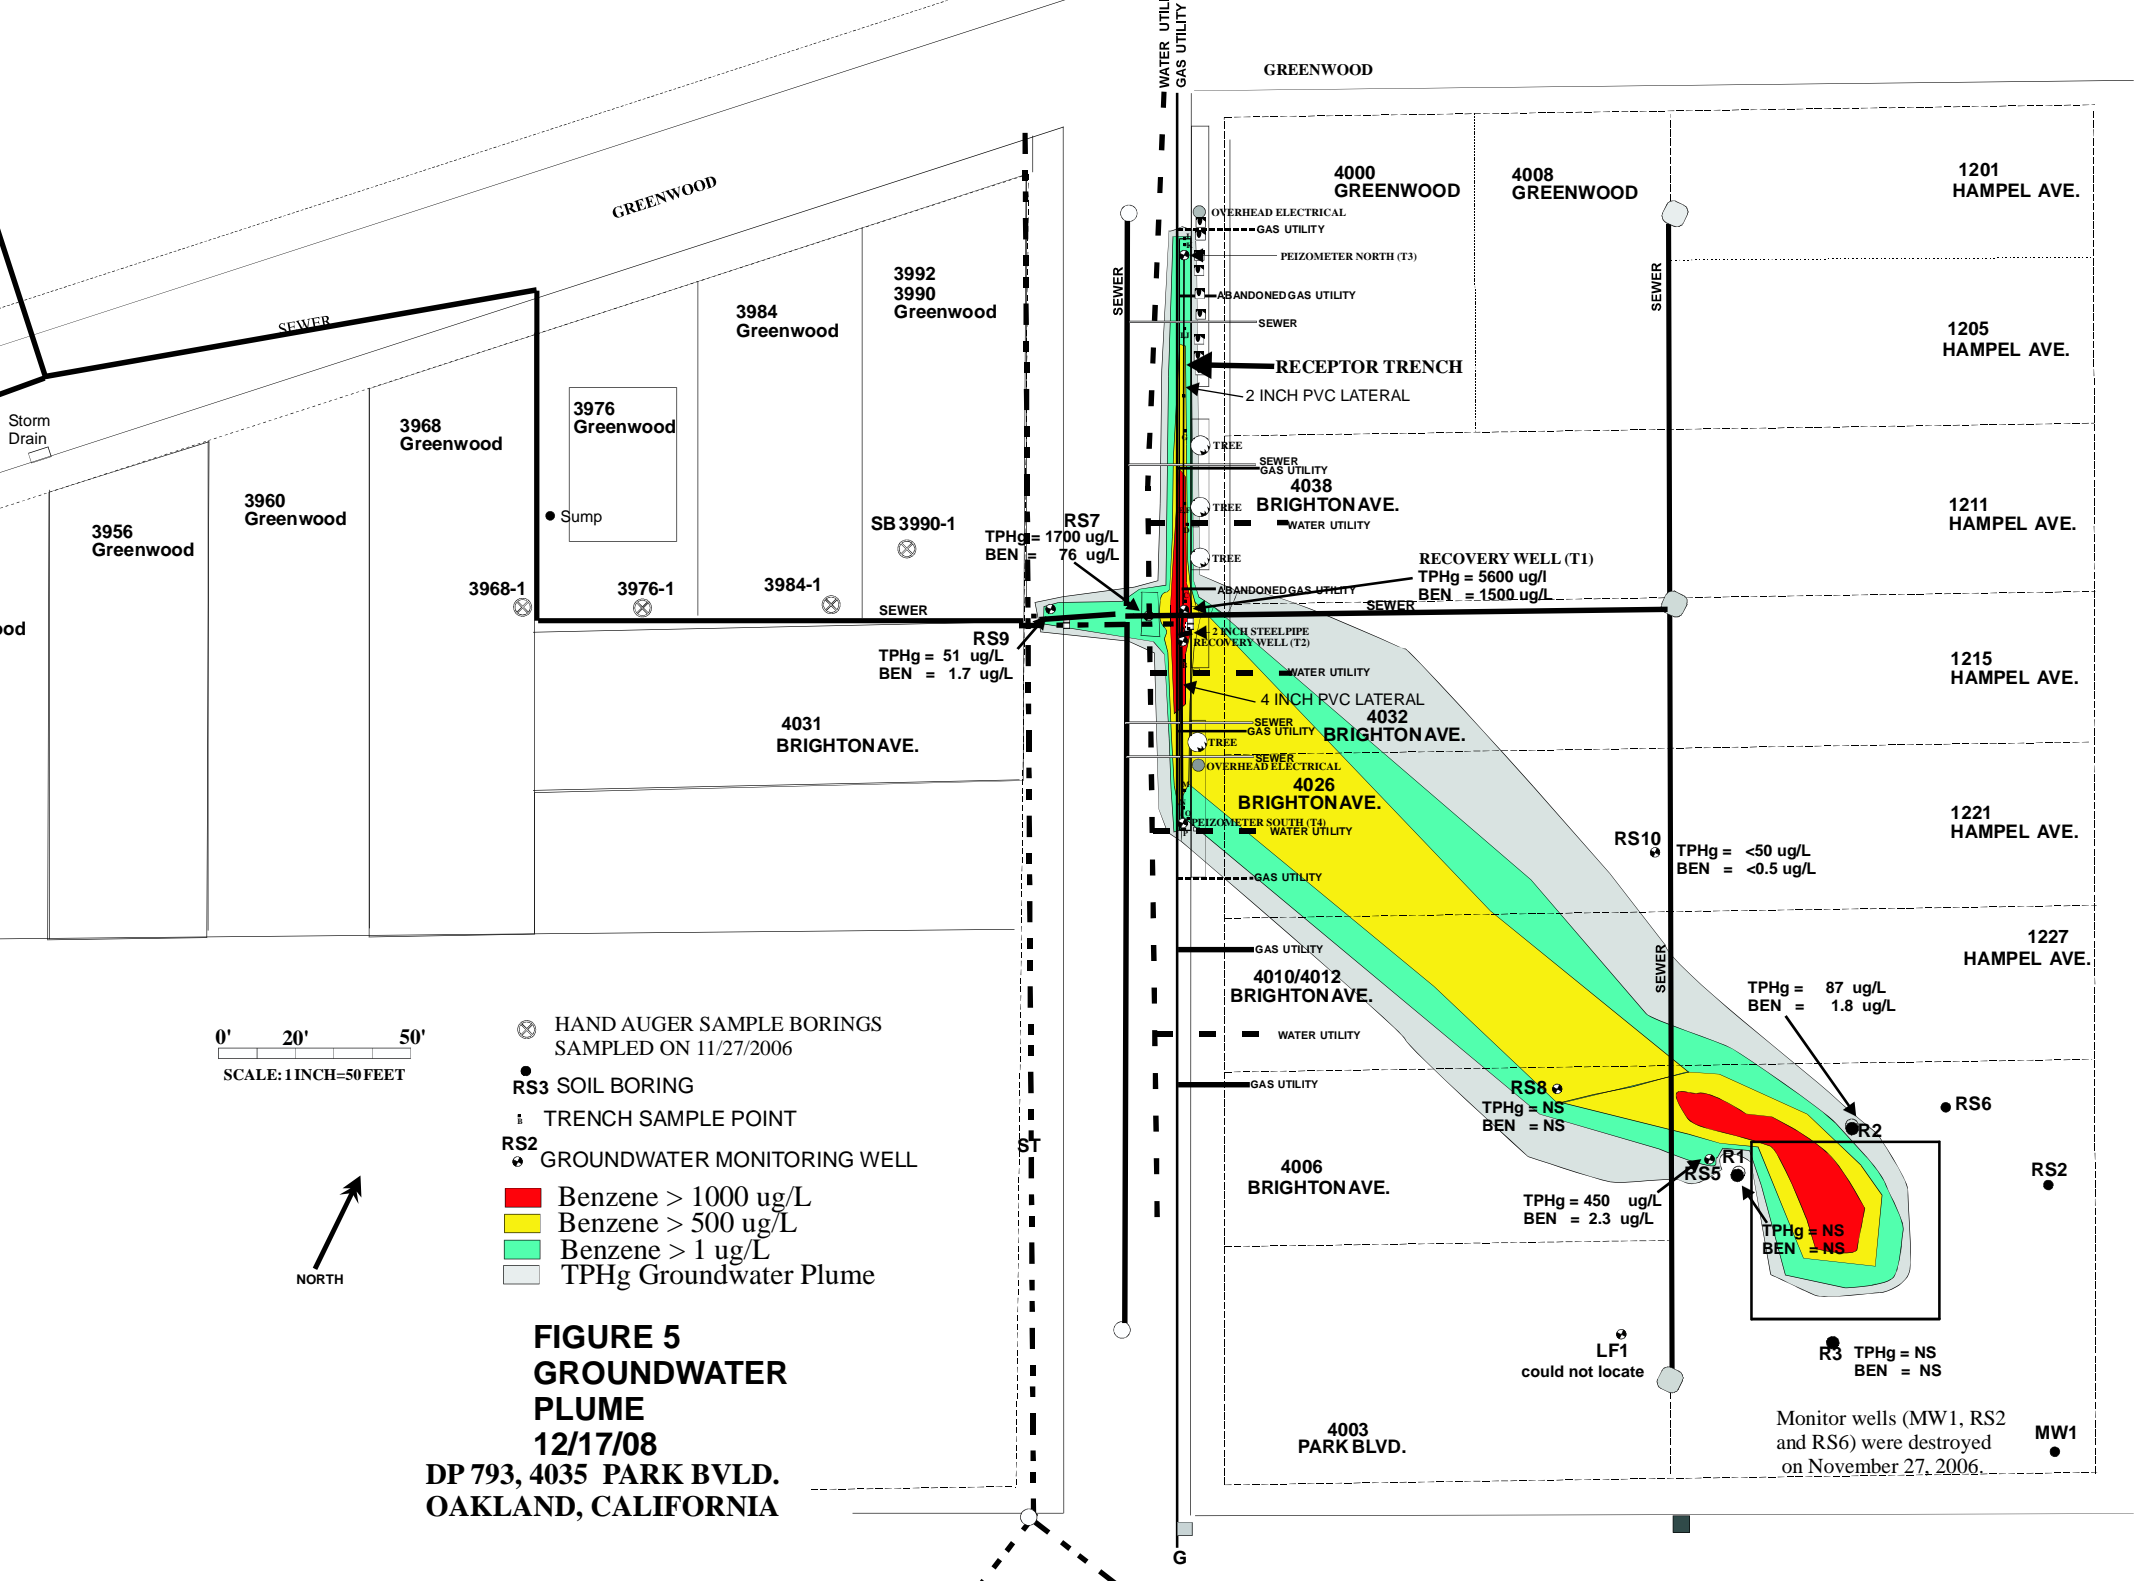 WATER UTILI
GAS UTILITY
GREENWOOD
GREENWOOD
4000
GREENWOOD
4008
GREENWOOD
1201
HAMPEL AVE.
OVERHEAD ELECTRICAL
GAS UTILITY
PEIZOMETER NORTH (T3)
SEWER
SEWER
3992
3990
Greenwood
3984
Greenwood
ABANDONED GAS UTILITY
SEWER
SEWER
1205
HAMPEL AVE.
RECEPTOR TRENCH
2 INCH PVC LATERAL
Storm
Drain
3968
Greenwood
3976
Greenwood
TREE
SEWER
GAS UTILITY
4038
BRIGHTON AVE.
TREE
WATER UTILITY
1211
HAMPEL AVE.
3960
Greenwood
3956
Greenwood
Sump
SB 3990-1
RS7
TPHg = 1700 ug/L
BEN = 76 ug/L
TREE
RECOVERY WELL (T1)
TPHg = 5600 ug/l
BEN = 1500 ug/L
3968-1
3976-1
3984-1
ABANDONED GAS UTILITY
SEWER
SEWER
ood
RS9
TPHg = 51 ug/L
BEN = 1.7 ug/L
2 INCH STEEL PIPE
RECOVERY WELL (T2)
WATER UTILITY
1215
HAMPEL AVE.
4 INCH PVC LATERAL
4031
BRIGHTON AVE.
SEWER
GAS UTILITY
4032
BRIGHTON AVE.
TREE
SEWER
OVERHEAD ELECTRICAL
4026
BRIGHTON AVE.
PEIZOMETER SOUTH (T4)
WATER UTILITY
1221
HAMPEL AVE.
RS10
TPHg = <50 ug/L
BEN = <0.5 ug/L
GAS UTILITY
1227
HAMPEL AVE.
GAS UTILITY
SEWER
4010/4012
BRIGHTON AVE.
TPHg = 87 ug/L
BEN = 1.8 ug/L
WATER UTILITY
GAS UTILITY
0' 20' 50'
SCALE: 1 INCH=50 FEET
HAND AUGER SAMPLE BORINGS
SAMPLED ON 11/27/2006
RS3 SOIL BORING
B TRENCH SAMPLE POINT
RS2
GROUNDWATER MONITORING WELL
Benzene > 1000 ug/L
Benzene > 500 ug/L
Benzene > 1 ug/L
TPHg Groundwater Plume
NORTH
ST
RS8
TPHg = NS
BEN = NS
RS6
R2
R1
RS5
RS2
4006
BRIGHTON AVE.
TPHg = 450 ug/L
BEN = 2.3 ug/L
TPHg = NS
BEN = NS
LF1
could not locate
R3
TPHg = NS
BEN = NS
FIGURE 5
GROUNDWATER
PLUME
12/17/08
DP 793, 4035 PARK BVLD.
OAKLAND, CALIFORNIA
4003
PARK BLVD.
Monitor wells (MW1, RS2
and RS6) were destroyed
on November 27, 2006.
MW1
G